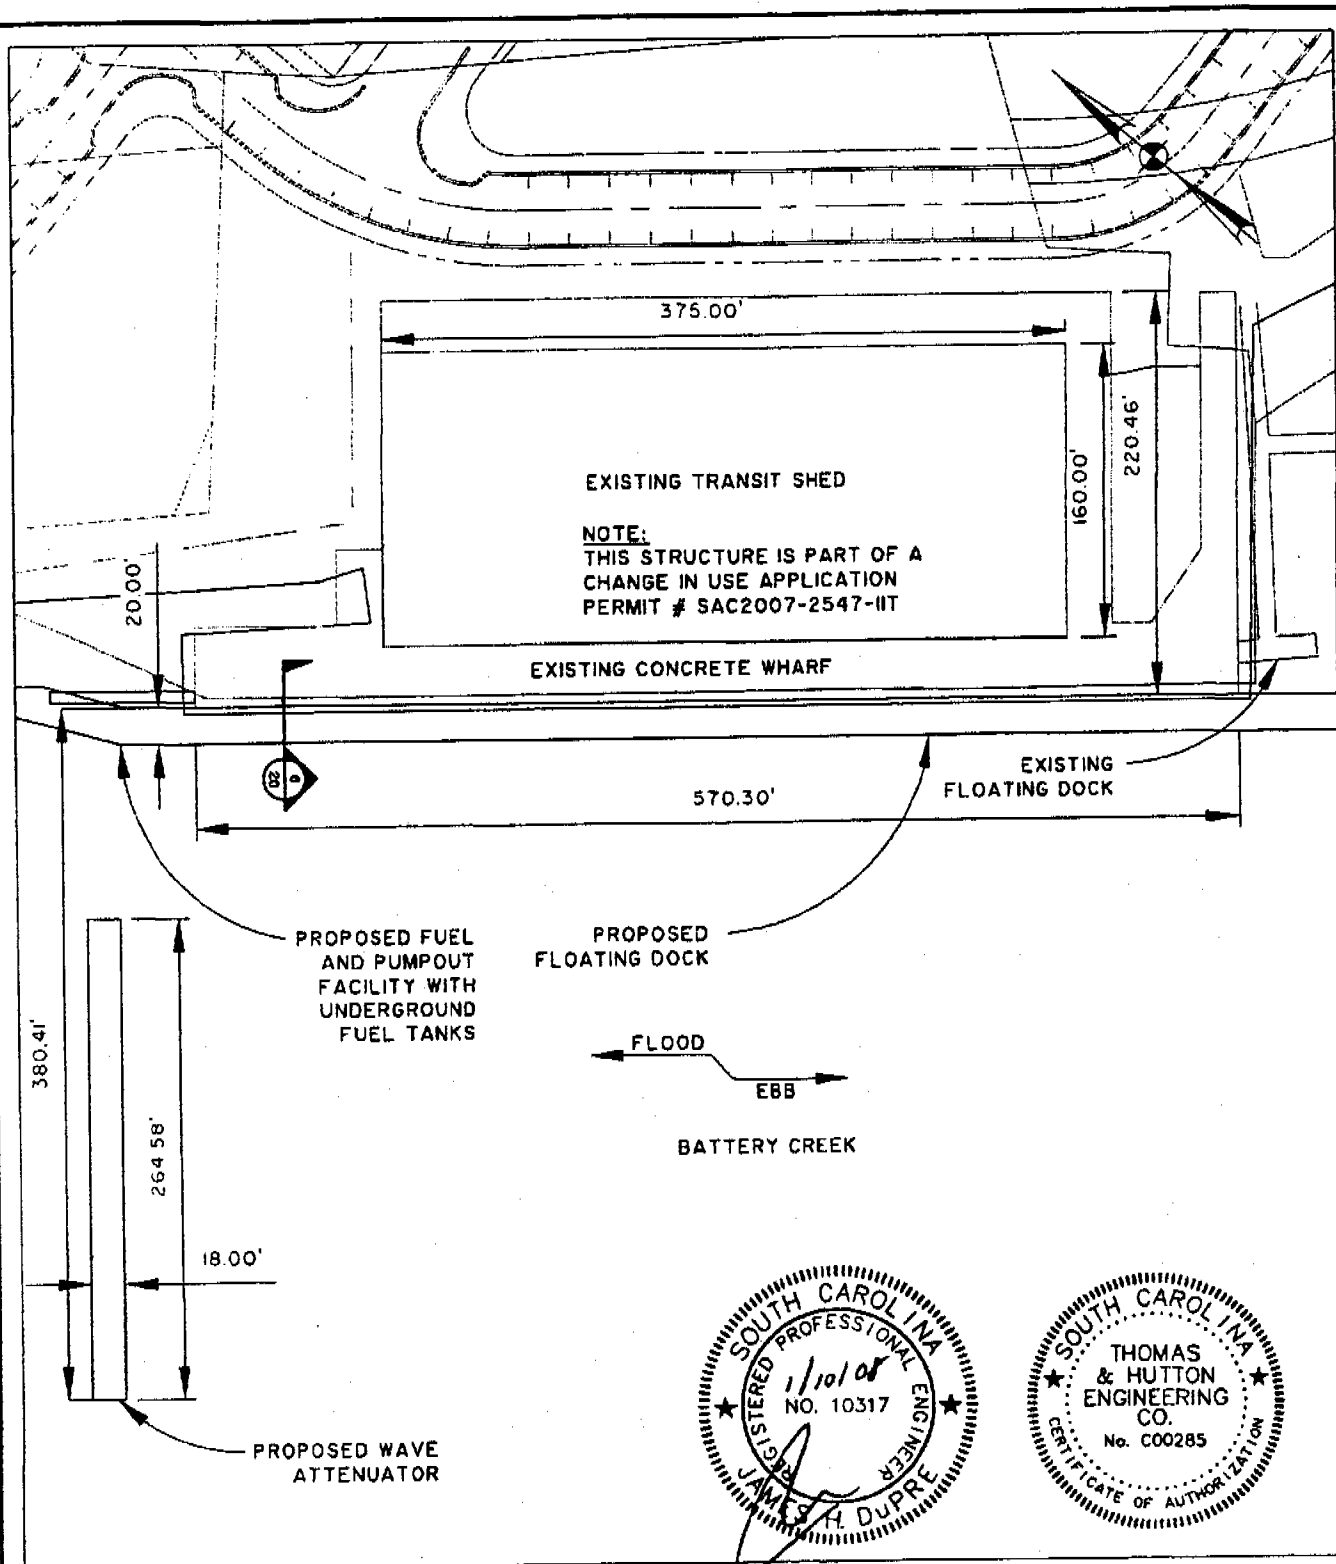 375.00'
220.46'
160.00'
EXISTING TRANSIT SHED
NOTE:
THIS STRUCTURE IS PART OF A
CHANGE IN USE APPLICATION
PERMIT # SAC2007-2547-IIT
20.00'
EXISTING CONCRETE WHARF
6
20
EXISTING
FLOATING DOCK
570.30'
PROPOSED FUEL
AND PUMPOUT
FACILITY WITH
UNDERGROUND
FUEL TANKS
PROPOSED
FLOATING DOCK
380.41'
FLOOD
EBB
BATTERY CREEK
264 58'
18.00'
PROPOSED WAVE
ATTENUATOR
SOUTH CAROLINA
REGISTERED PROFESSIONAL ENGINEER
1/10/08
NO. 10317
JAMES H. DuPRE
SOUTH CAROLINA
THOMAS
& HUTTON
ENGINEERING
CO.
No. C00285
CERTIFICATE OF AUTHORIZATION